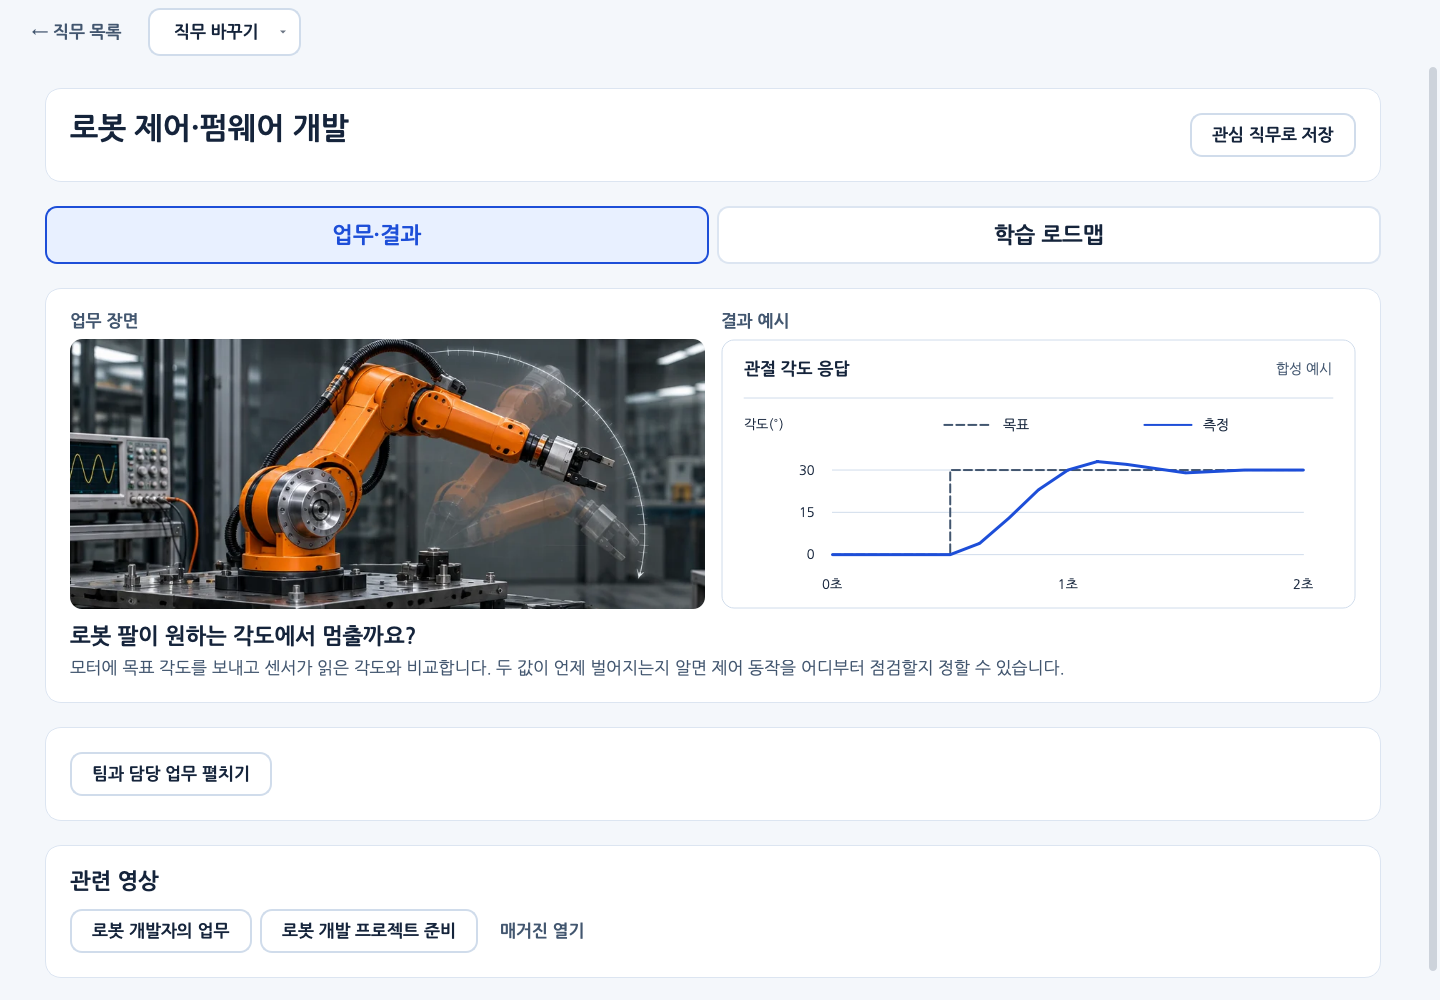 ← 직무 목록
직무 바꾸기
로봇 제어·펌웨어 개발
관심 직무로 저장
업무·결과
학습 로드맵
업무 장면
결과 예시
관절 각도 응답
합성 예시
각도(°)
목표
측정
30
15
0
0초
1초
2초
로봇 팔이 원하는 각도에서 멈출까요?
모터에 목표 각도를 보내고 센서가 읽은 각도와 비교합니다. 두 값이 언제 벌어지는지 알면 제어 동작을 어디부터 점검할지 정할 수 있습니다.
팀과 담당 업무 펼치기
관련 영상
로봇 개발자의 업무
로봇 개발 프로젝트 준비
매거진 열기